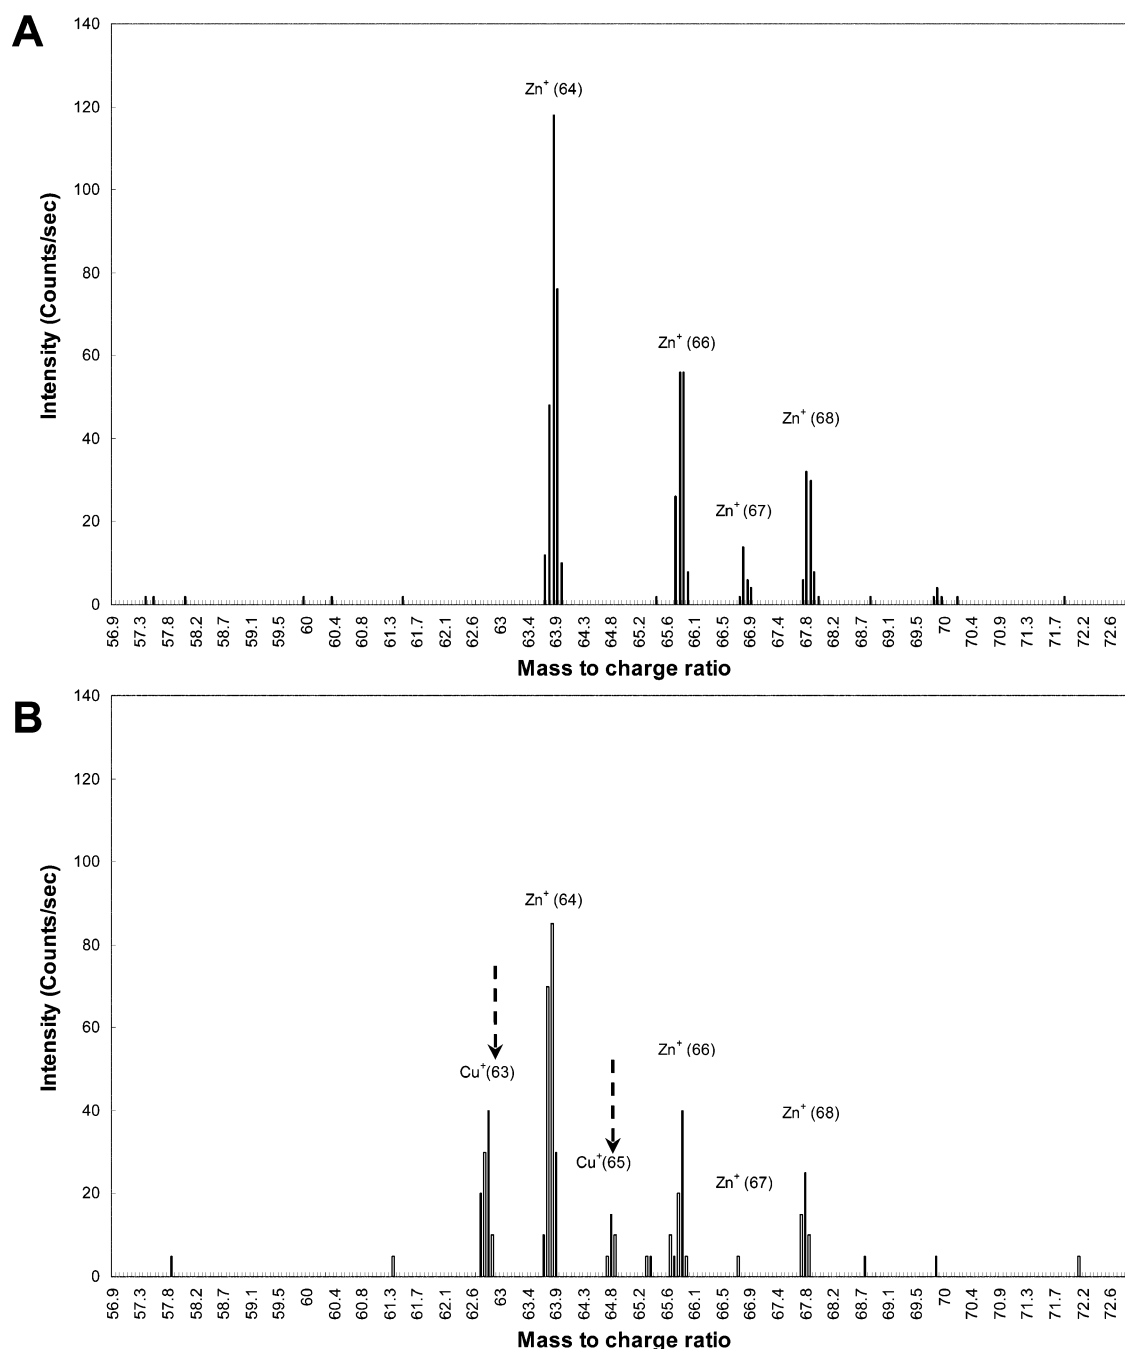 A
140
120
100
80
60
40
20
0
Intensity (Counts/sec)
Zn+ (64)
Zn+ (66)
Zn+ (67)
Zn+ (68)
56.9 57.3 57.8 58.2 58.7 59.1 59.5 60 60.4 60.8 61.3 61.7 62.1 62.6 63 63.4 63.9 64.3 64.8 65.2 65.6 66.1 66.5 66.9 67.4 67.8 68.2 68.7 69.1 69.5 70 70.4 70.9 71.3 71.7 72.2 72.6
Mass to charge ratio
B
140
120
100
80
60
40
20
0
Intensity (Counts/sec)
Zn+ (64)
Cu+(63)
Zn+ (66)
Cu+(65)
Zn+ (67)
Zn+ (68)
56.9 57.3 57.8 58.2 58.7 59.1 59.5 60 60.4 60.8 61.3 61.7 62.1 62.6 63 63.4 63.9 64.3 64.8 65.2 65.6 66.1 66.5 66.9 67.4 67.8 68.2 68.7 69.1 69.5 70 70.4 70.9 71.3 71.7 72.2 72.6
Mass to charge ratio